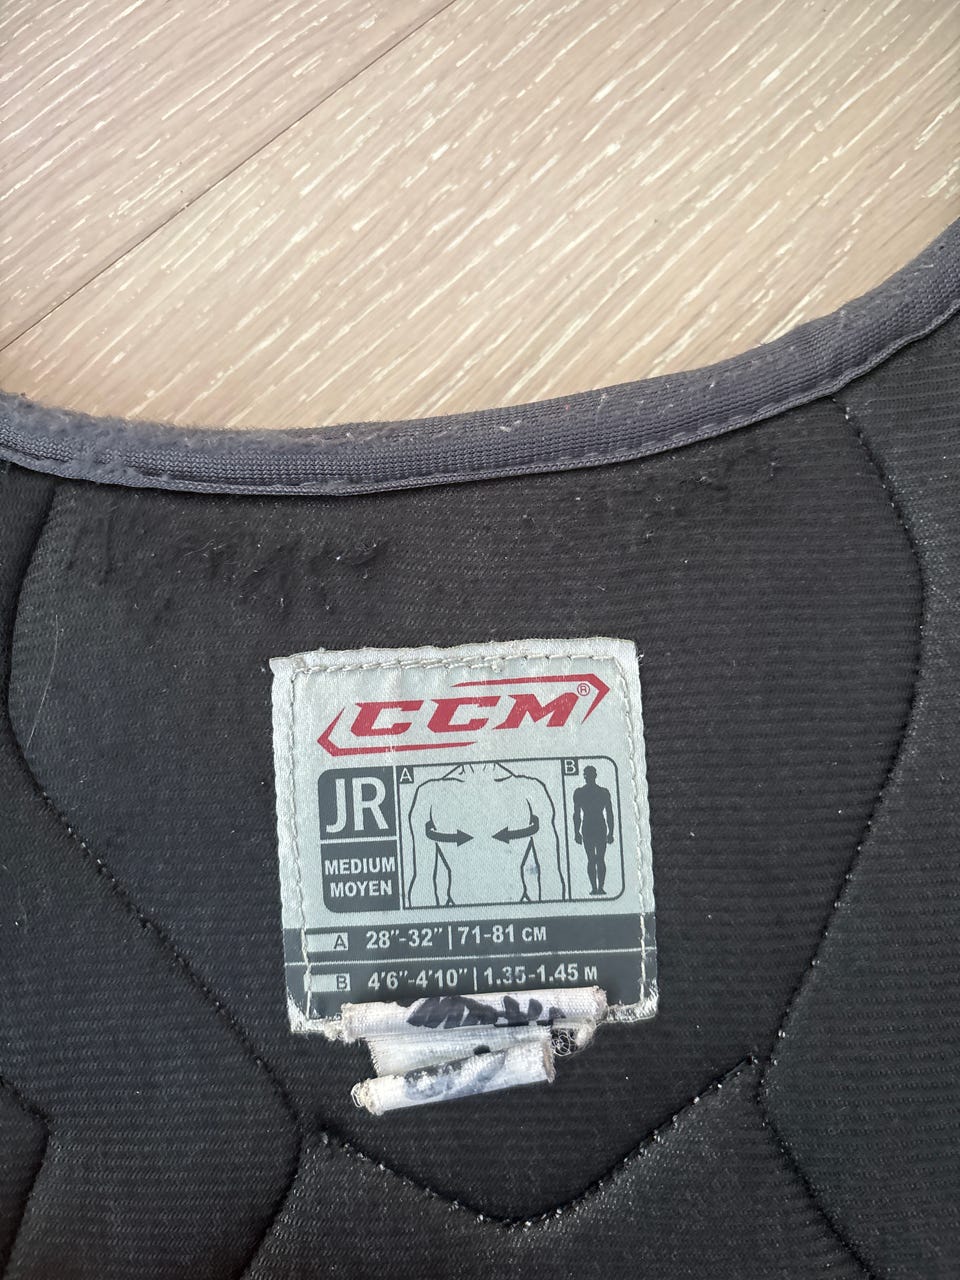 CCM®
JR
A
B
MEDIUM
MOYEN
A 28"-32" | 71-81 CM
B 4'6"-4'10" | 1.35-1.45 M